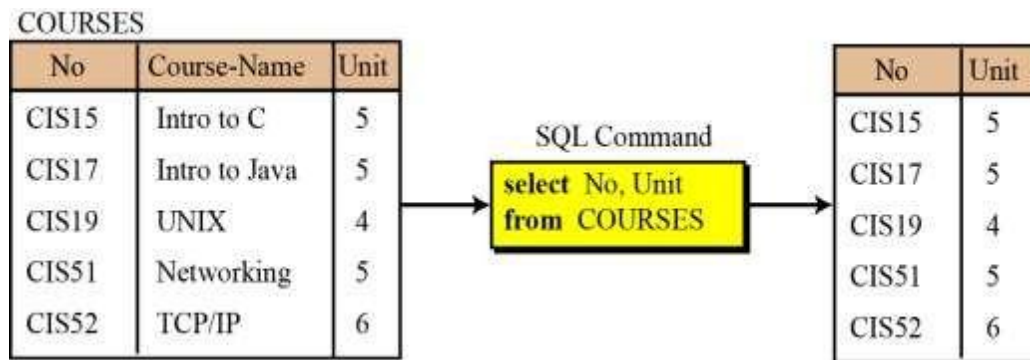 COURSES
No Course-Name Unit
CIS15 Intro to C 5
CIS17 Intro to Java 5
CIS19 UNIX 4
CIS51 Networking 5
CIS52 TCP/IP 6
SQL Command
select No, Unit
from COURSES
No Unit
CIS15 5
CIS17 5
CIS19 4
CIS51 5
CIS52 6